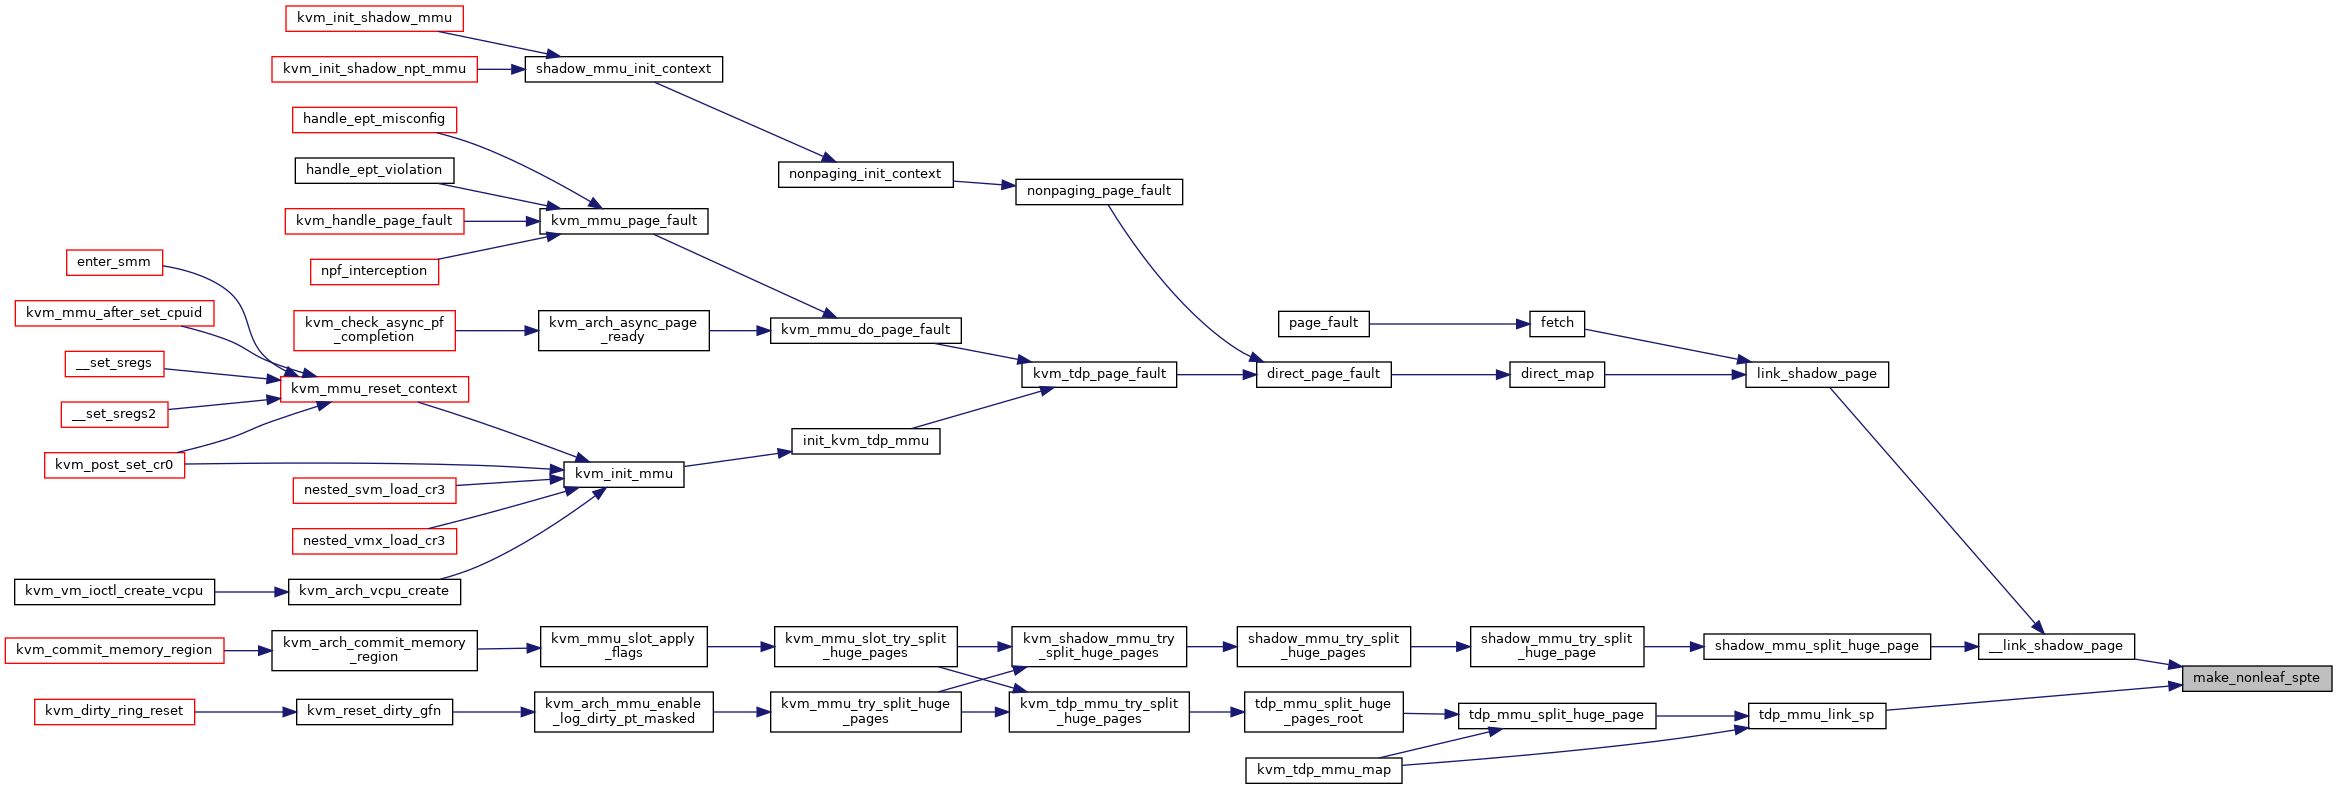 kvm_init_shadow_mmu
kvm_init_shadow_npt_mmu
shadow_mmu_init_context
handle_ept_misconfig
handle_ept_violation
nonpaging_init_context
nonpaging_page_fault
kvm_handle_page_fault
kvm_mmu_page_fault
enter_smm
npf_interception
kvm_mmu_after_set_cpuid
kvm_check_async_pf
_completion
kvm_arch_async_page
_ready
kvm_mmu_do_page_fault
page_fault
fetch
__set_sregs
kvm_mmu_reset_context
kvm_tdp_page_fault
direct_page_fault
direct_map
link_shadow_page
__set_sregs2
init_kvm_tdp_mmu
kvm_post_set_cr0
kvm_init_mmu
nested_svm_load_cr3
nested_vmx_load_cr3
kvm_vm_ioctl_create_vcpu
kvm_arch_vcpu_create
kvm_commit_memory_region
kvm_arch_commit_memory
_region
kvm_mmu_slot_apply
_flags
kvm_mmu_slot_try_split
_huge_pages
kvm_shadow_mmu_try
_split_huge_pages
shadow_mmu_try_split
_huge_pages
shadow_mmu_try_split
_huge_page
shadow_mmu_split_huge_page
__link_shadow_page
make_nonleaf_spte
kvm_dirty_ring_reset
kvm_reset_dirty_gfn
kvm_arch_mmu_enable
_log_dirty_pt_masked
kvm_mmu_try_split_huge
_pages
kvm_tdp_mmu_try_split
_huge_pages
tdp_mmu_split_huge
_pages_root
tdp_mmu_split_huge_page
tdp_mmu_link_sp
kvm_tdp_mmu_map